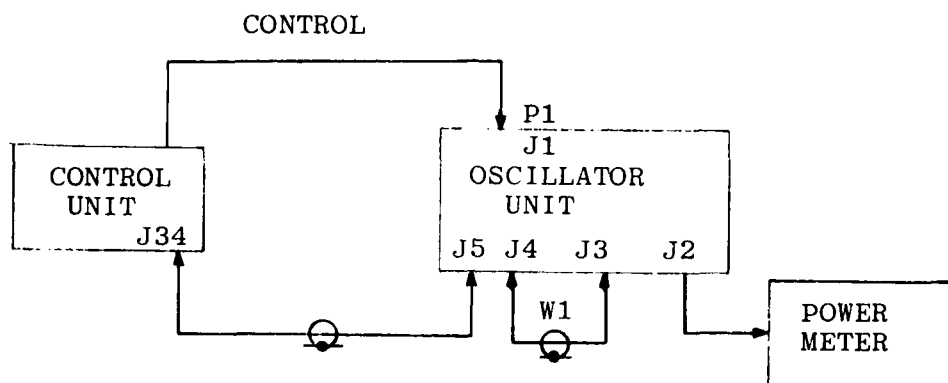 CONTROL
P1
J1
CONTROL
UNIT
J34
OSCILLATOR
UNIT
J5 J4 J3 J2
W1
POWER
METER